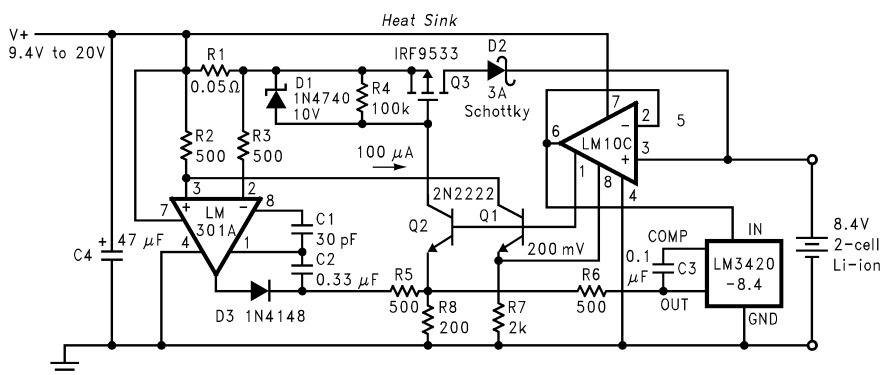 Heat Sink
V+
9.4V to 20V
R1
0.05Ω
D1
1N4740
10V
R4
100k
IRF9533
Q3
D2
3A
Schottky
R2
500
R3
500
100 μA
7
2
5
6
LM10C
3
1
8
4
3
2
7
8
LM
301A
4
1
+
−
−
+
2N2222
Q2
Q1
200 mV
C1
30 pF
C2
0.33 μF
+
C4
47 μF
COMP
0.1
μF
C3
IN
LM3420
-8.4
OUT
GND
8.4V
2-cell
Li-ion
D3 1N4148
R5
500
R6
500
R8
200
R7
2k